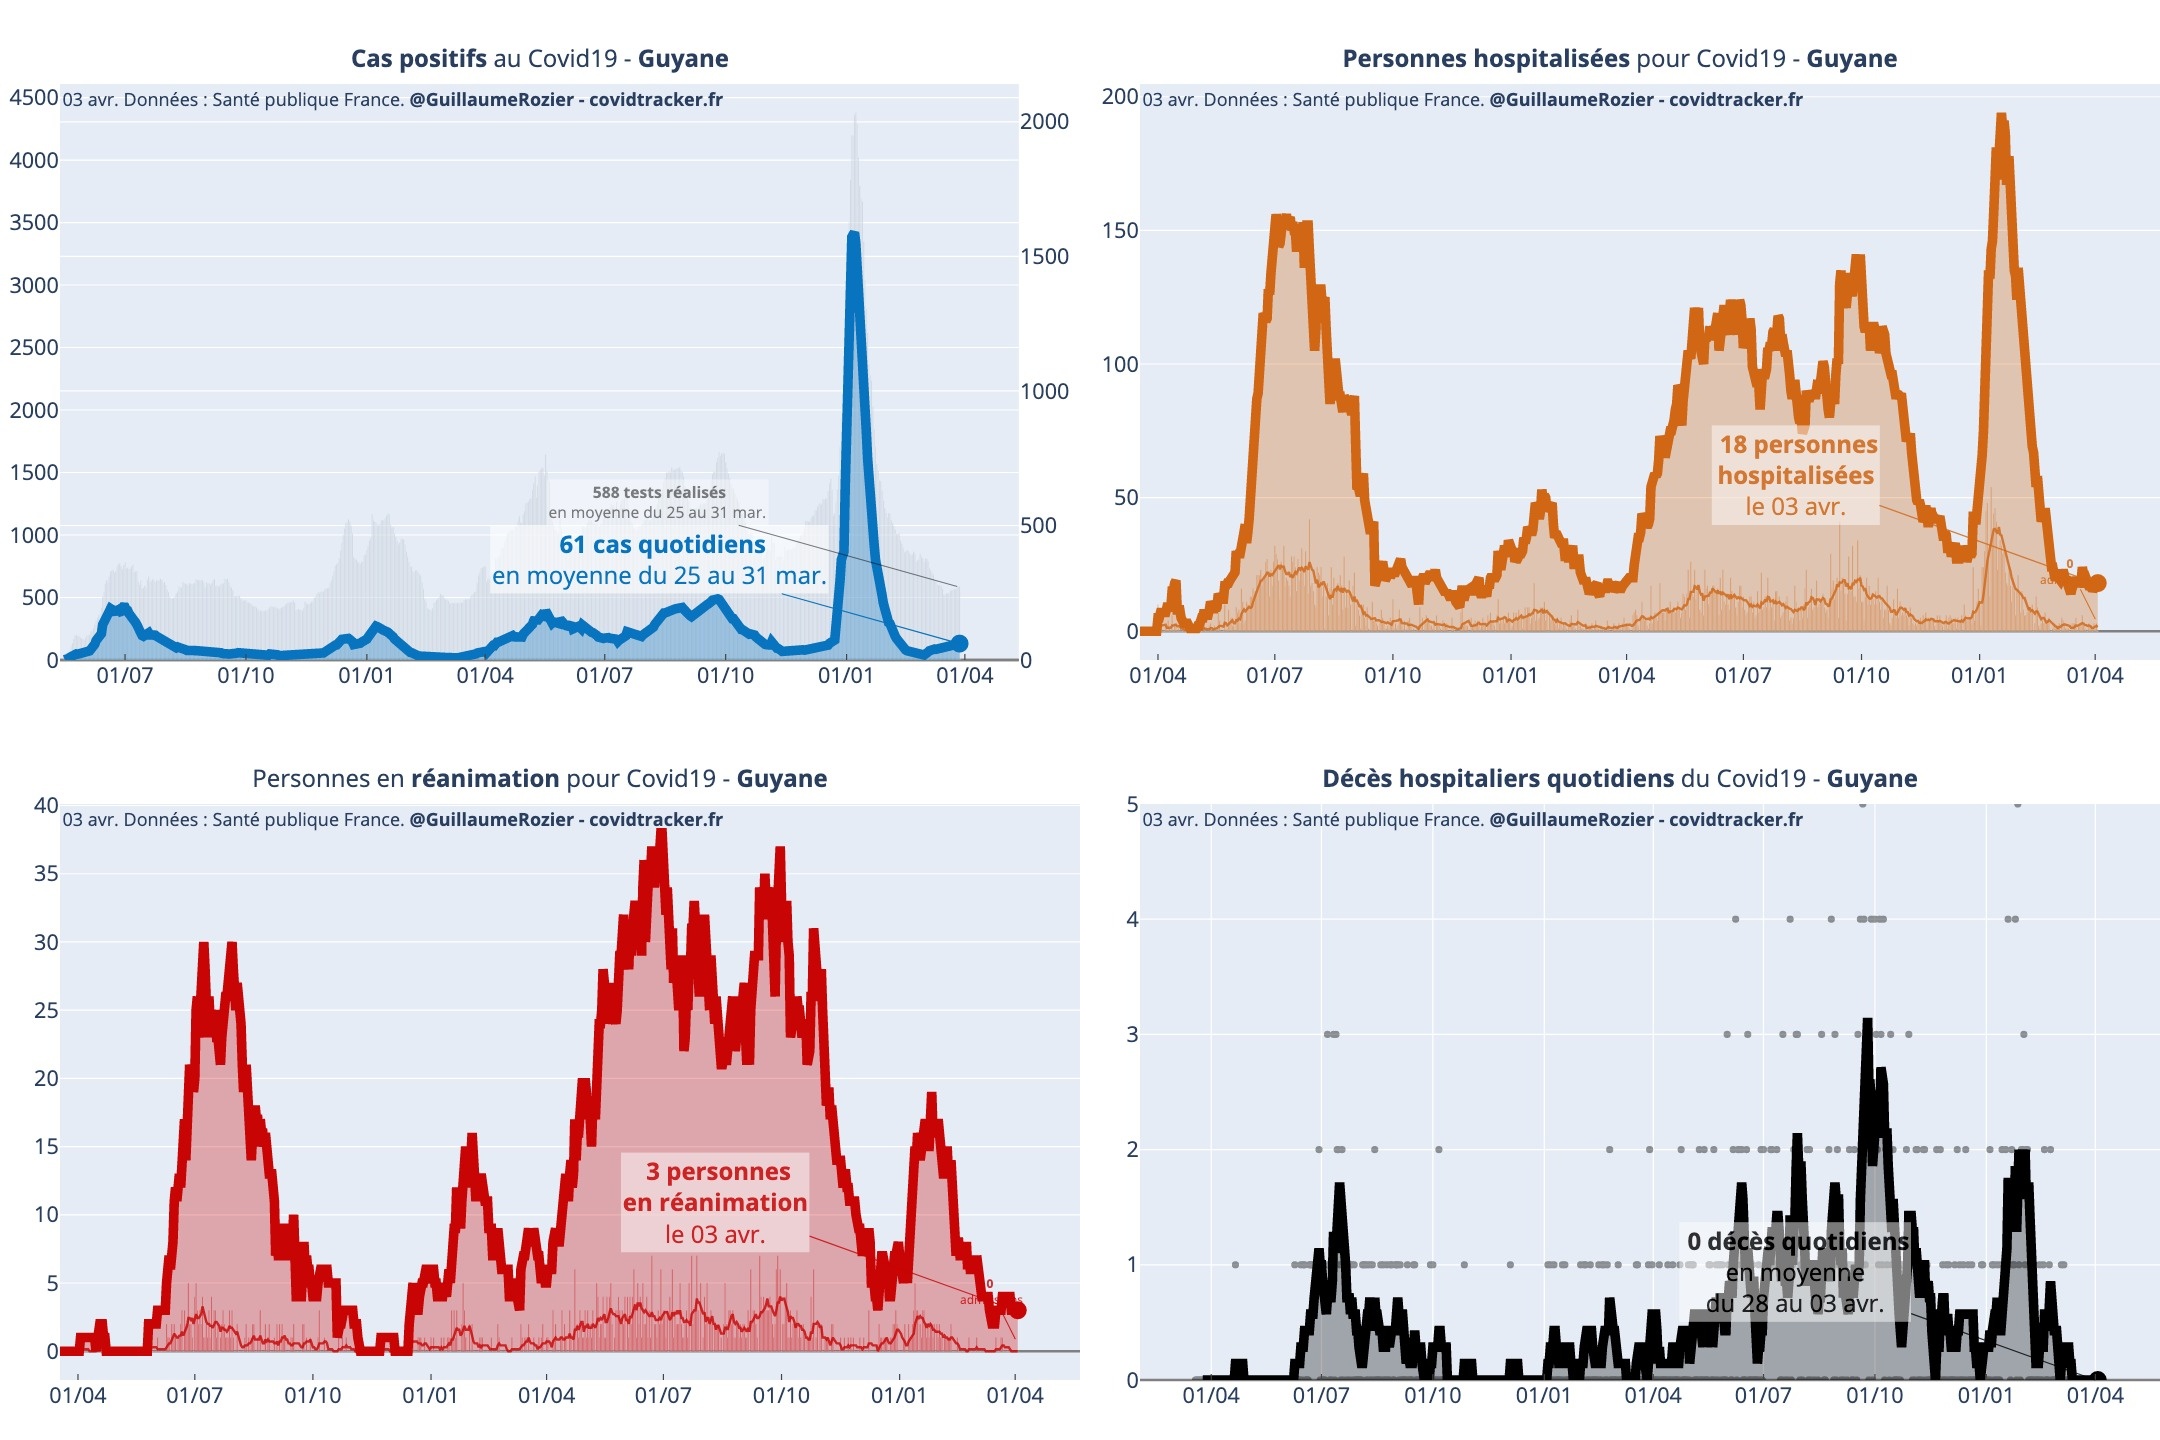 Cas positifs au Covid19 - Guyane
03 avr. Données : Santé publique France. @GuillaumeRozier - covidtracker.fr
4500
4000
3500
3000
2500
2000
1500
1000
500
0
2000
1500
1000
500
0
588 tests réalisés
en moyenne du 25 au 31 mar.
61 cas quotidiens
en moyenne du 25 au 31 mar.
01/07 01/10 01/01 01/04 01/07 01/10 01/01 01/04
Personnes hospitalisées pour Covid19 - Guyane
03 avr. Données : Santé publique France. @GuillaumeRozier - covidtracker.fr
200
150
100
50
0
18 personnes
hospitalisées
le 03 avr.
0
01/04 01/07 01/10 01/01 01/04 01/07 01/10 01/01 01/04
Personnes en réanimation pour Covid19 - Guyane
03 avr. Données : Santé publique France. @GuillaumeRozier - covidtracker.fr
40
35
30
25
20
15
10
5
0
3 personnes
en réanimation
le 03 avr.
0
01/04 01/07 01/10 01/01 01/04 01/07 01/10 01/01 01/04
Décès hospitaliers quotidiens du Covid19 - Guyane
03 avr. Données : Santé publique France. @GuillaumeRozier - covidtracker.fr
5
4
3
2
1
0
0 décès quotidiens
en moyenne
du 28 au 03 avr.
01/04 01/07 01/10 01/01 01/04 01/07 01/10 01/01 01/04